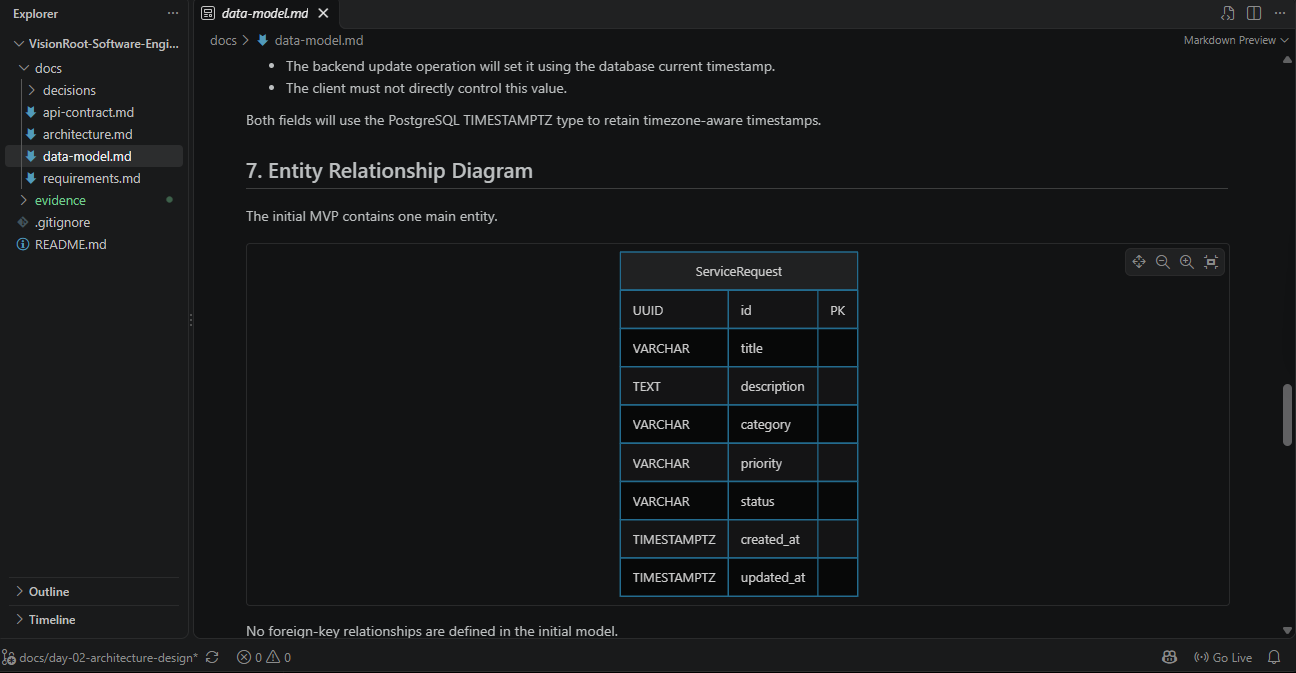 Explorer
···
data-model.md
···
VisionRoot-Software-Engi...
docs > data-model.md
Markdown Preview
docs
decisions
api-contract.md
architecture.md
data-model.md
requirements.md
evidence
.gitignore
README.md
The backend update operation will set it using the database current timestamp.
The client must not directly control this value.
Both fields will use the PostgreSQL TIMESTAMPTZ type to retain timezone-aware timestamps.
7. Entity Relationship Diagram
The initial MVP contains one main entity.
ServiceRequest
UUID id PK
VARCHAR title
TEXT description
VARCHAR category
VARCHAR priority
VARCHAR status
TIMESTAMPTZ created_at
TIMESTAMPTZ updated_at
No foreign-key relationships are defined in the initial model.
Outline
Timeline
docs/day-02-architecture-design* 0 0
Go Live